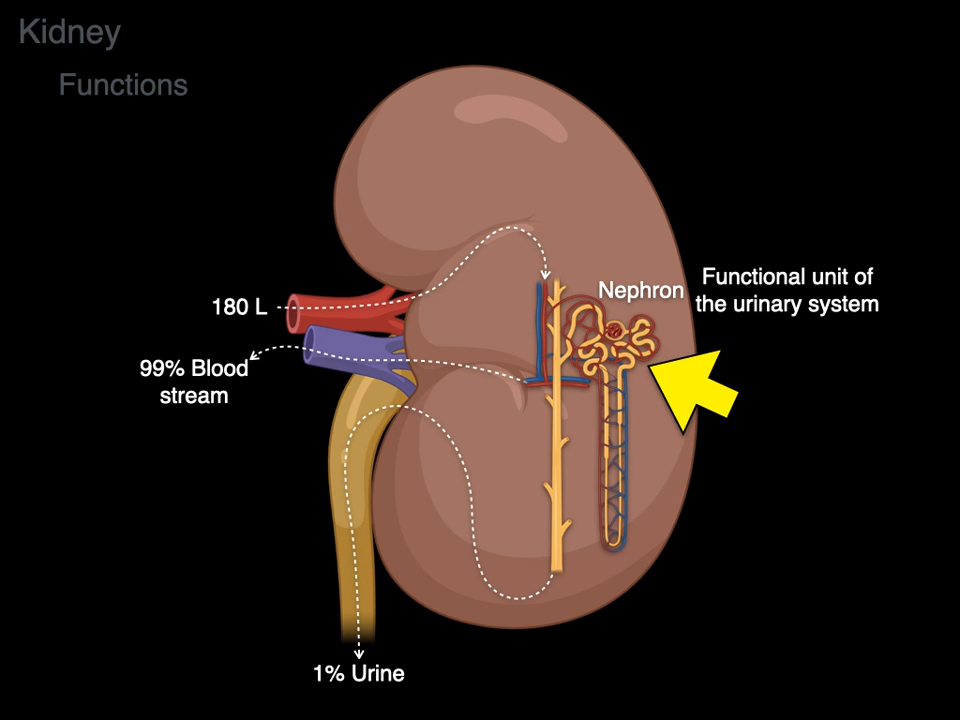 Kidney
Functions
180 L
99% Blood
stream
Nephron
Functional unit of
the urinary system
1% Urine